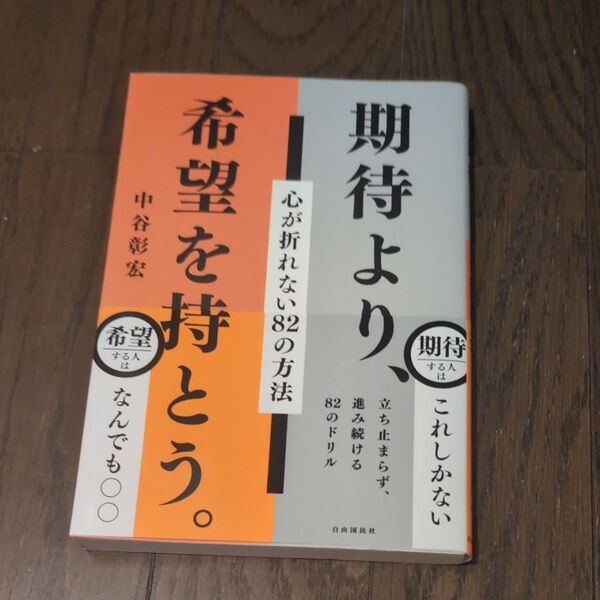 期待より、
希望を持とう。
中谷彰宏
心が折れない82の方法
期待
する人
は
これしかない
立ち止まらず、
進み続ける
82のドリル
希望
する人
は
なんでも〇〇
自由国民社